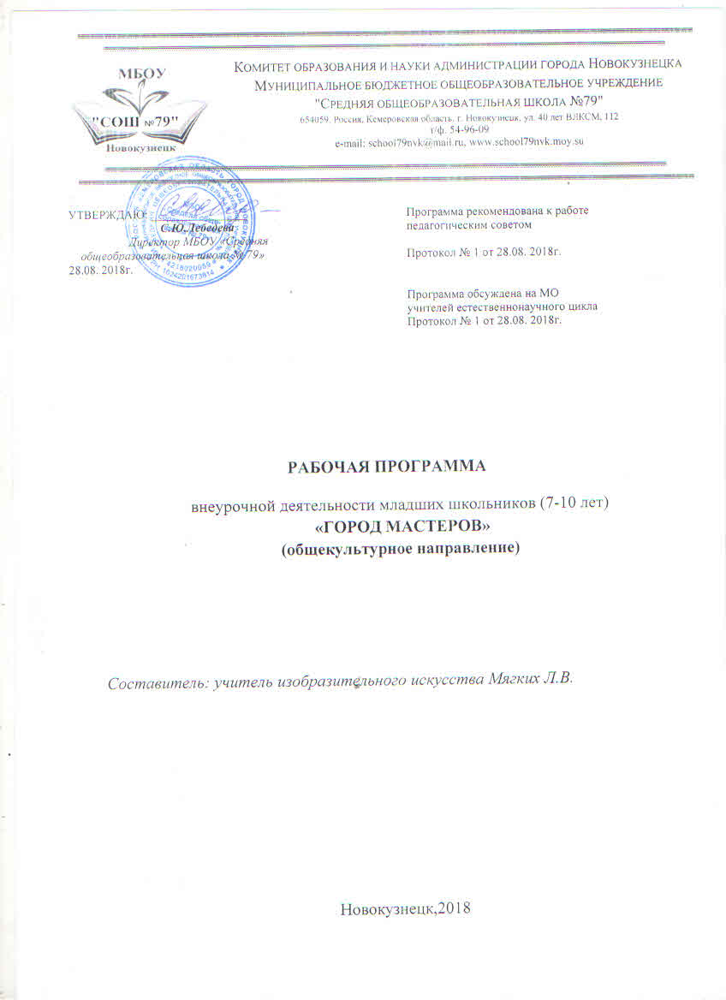 МБОУ
"СОШ №79"
Новокузнецк
Комитет образования и науки администрации города Новокузнецка
Муниципальное бюджетное общеобразовательное учреждение
"Средняя общеобразовательная школа №79"
654059, Россия, Кемеровская область, г. Новокузнецк, ул. 40 лет ВЛКСМ, 112
т/ф. 54-96-09
e-mail: school79nvk@mail.ru, www.school79nvk.moy.su
УТВЕРЖДАЮ:
С.Ю.Лебедева
Директор МБОУ «Средняя
общеобразовательная школа № 79»
28.08. 2018г.
Программа рекомендована к работе
педагогическим советом
Протокол № 1 от 28.08. 2018г.
Программа обсуждена на МО
учителей естественнонаучного цикла
Протокол № 1 от 28.08. 2018г.
РАБОЧАЯ ПРОГРАММА
внеурочной деятельности младших школьников (7-10 лет)
«ГОРОД МАСТЕРОВ»
(общекультурное направление)
Составитель: учитель изобразительного искусства Мягких Л.В.
Новокузнецк,2018